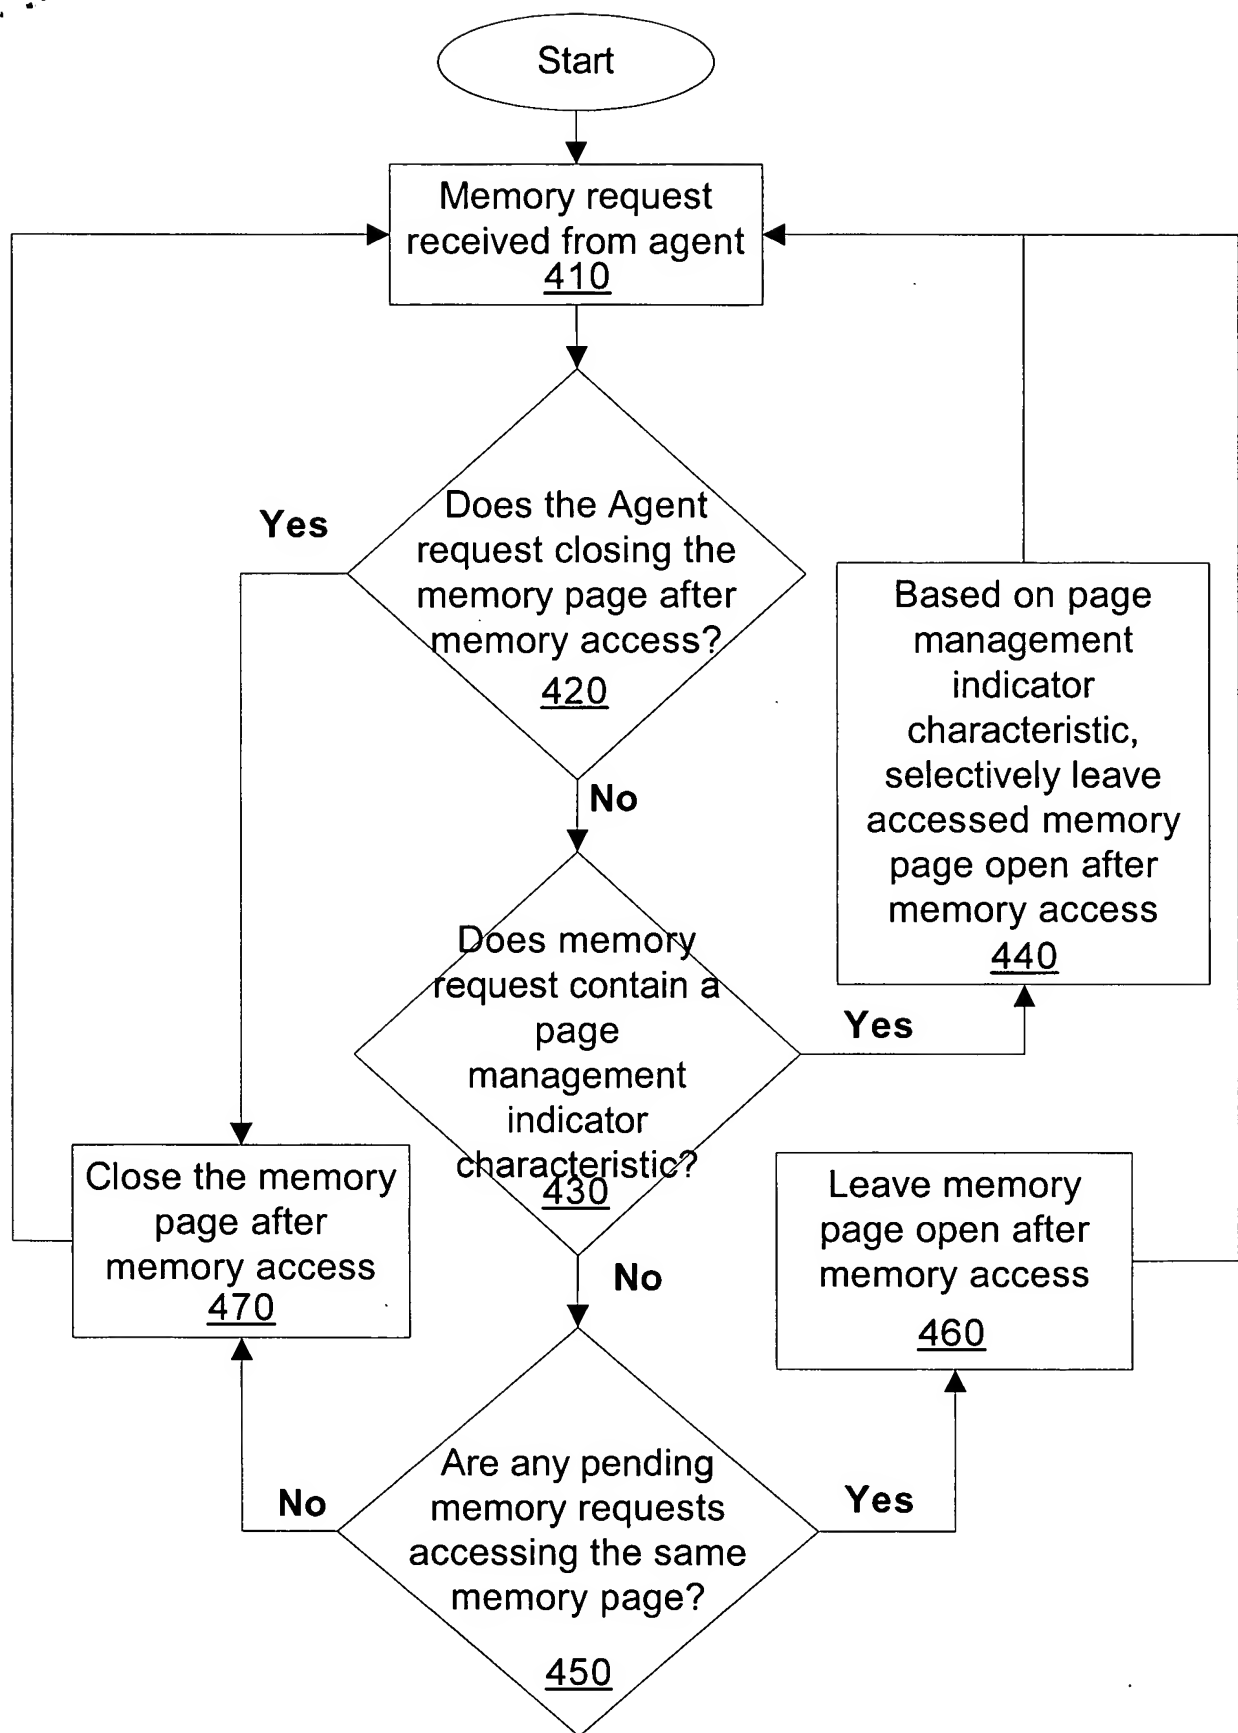 Start
Memory request
received from agent
410
Yes
Does the Agent
request closing the
memory page after
memory access?
420
No
Based on page
management
indicator
characteristic,
selectively leave
accessed memory
page open after
memory access
440
Does memory
request contain a
page
management
indicator
characteristic?
430
Yes
No
Close the memory
page after
memory access
470
Leave memory
page open after
memory access
460
No
Are any pending
memory requests
accessing the same
memory page?
450
Yes